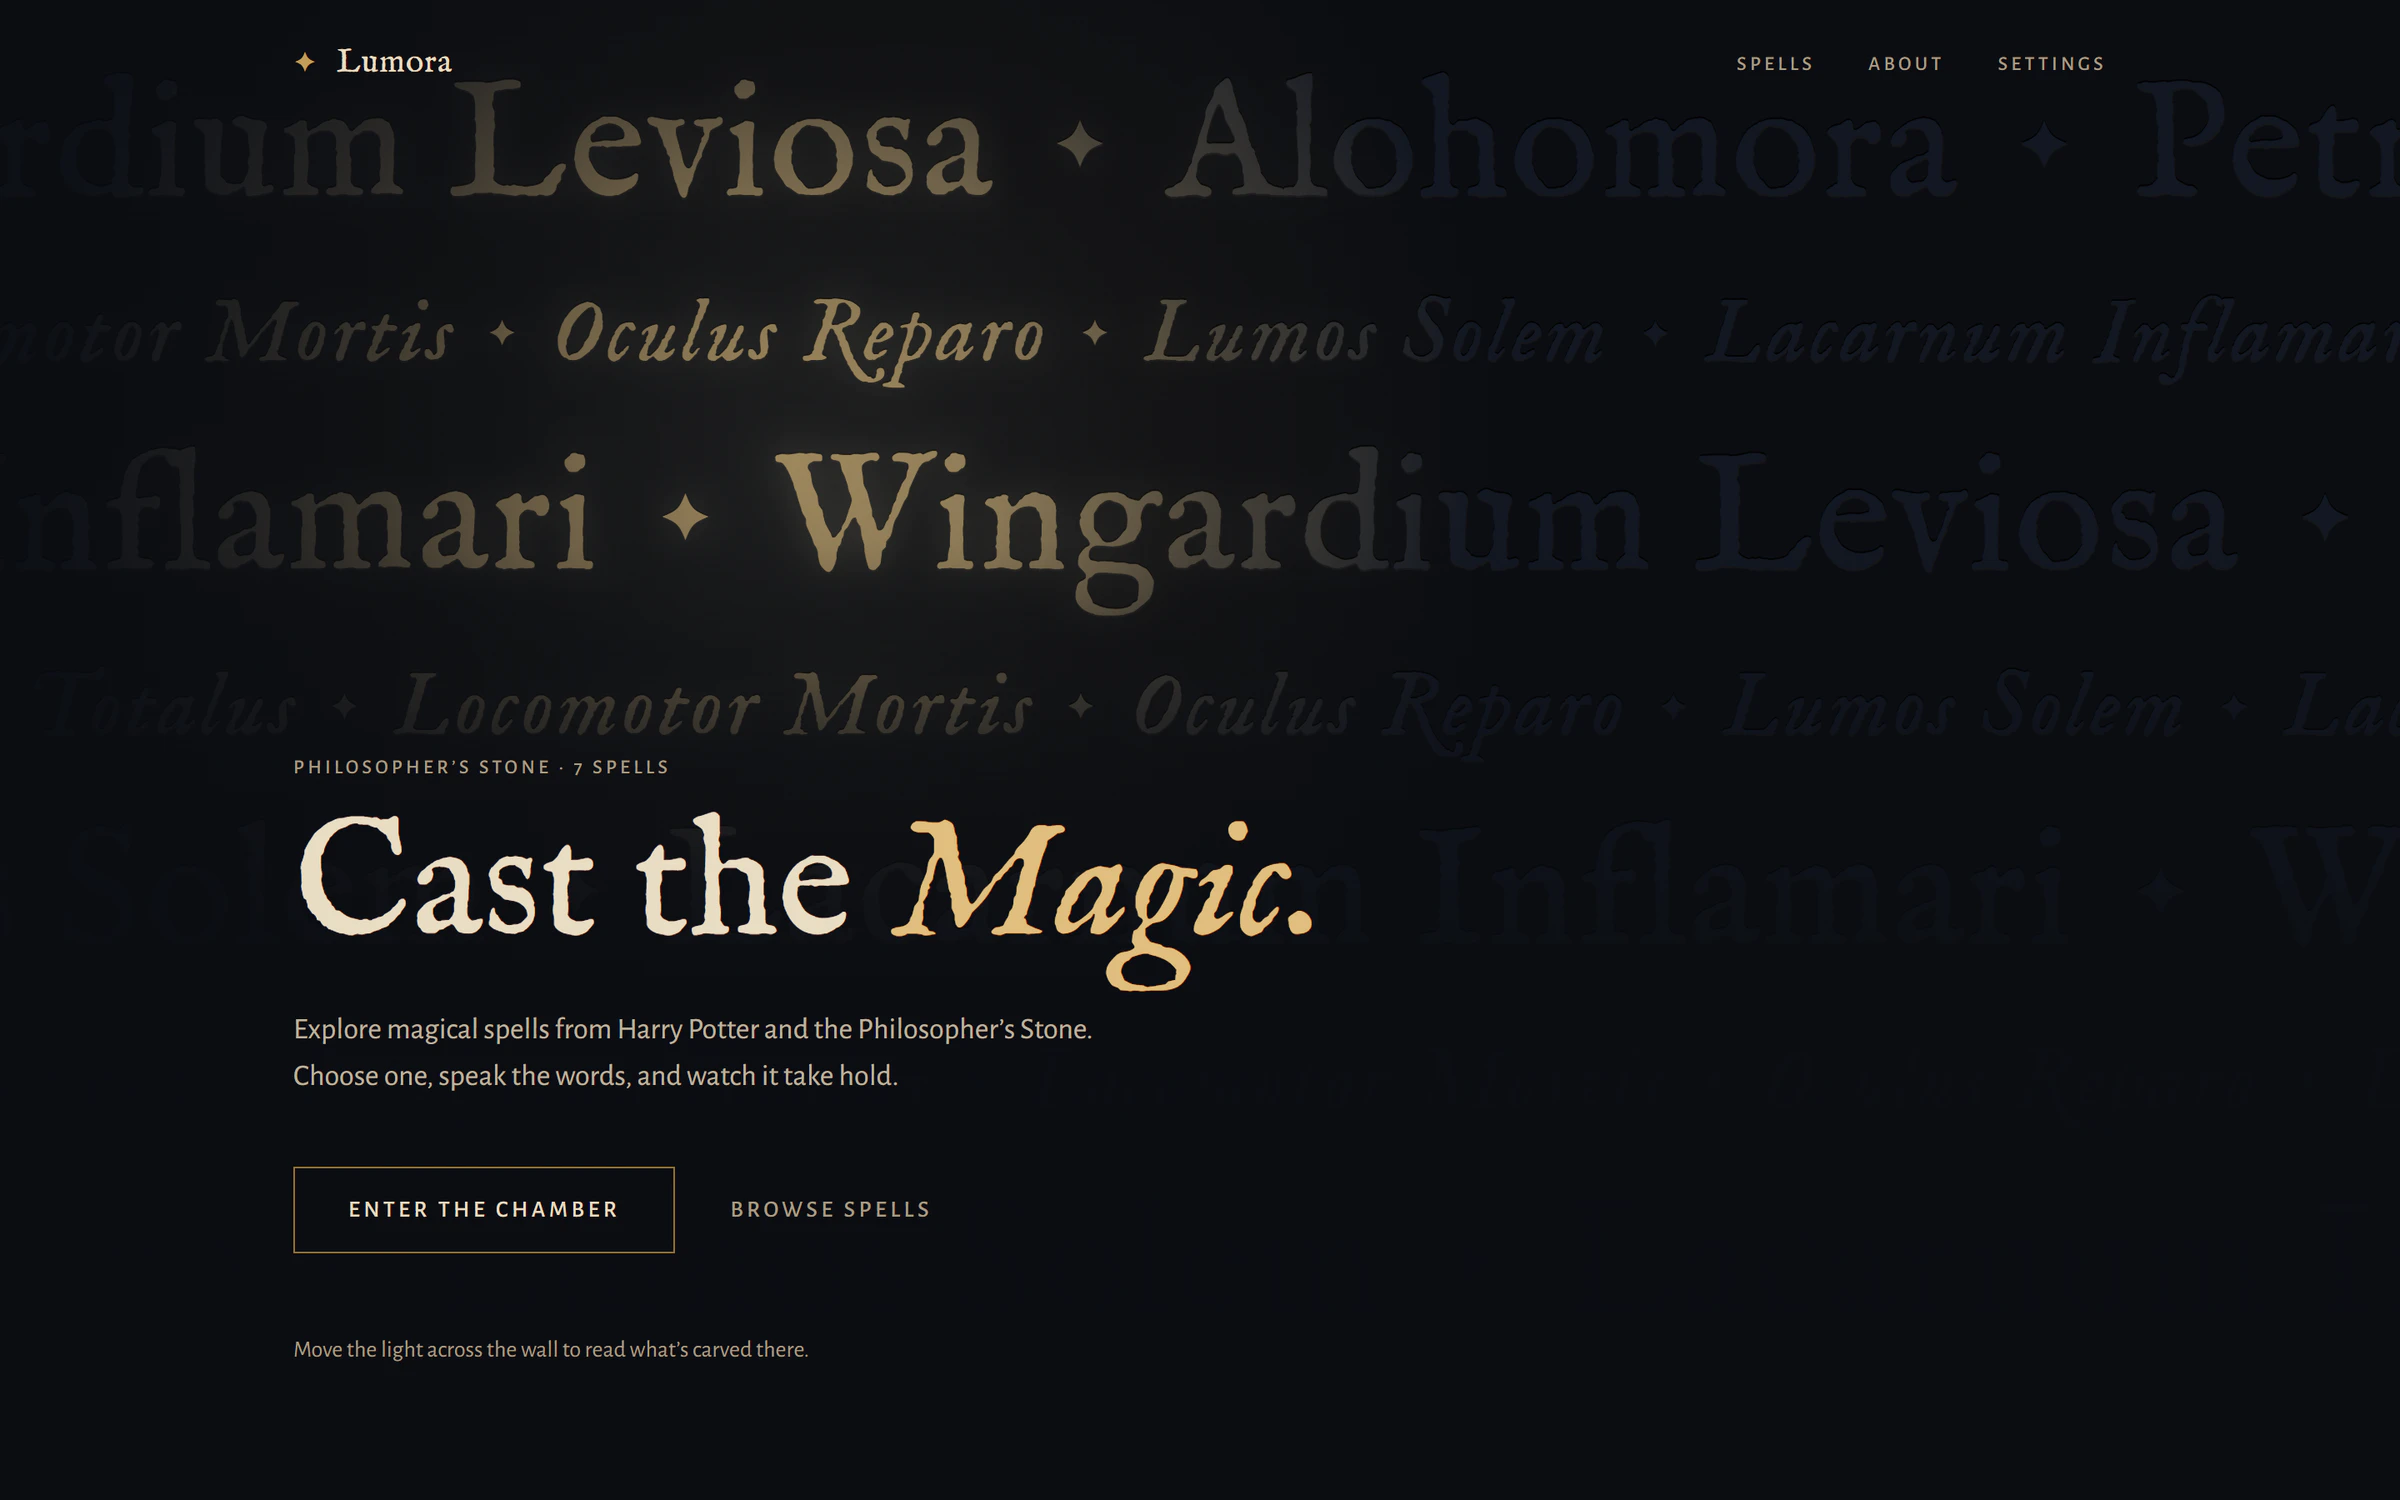 ✦ Lumora
SPELLS ABOUT SETTINGS
rdium Leviosa ✦ Alohomora ✦ Petr
notor Mortis ✦ Oculus Reparo ✦ Lumos Solem ✦ Lacarnum Inflamar
nflamari ✦ Wingardium Leviosa ✦
Totalus ✦ Locomotor Mortis ✦ Oculus Reparo ✦ Lumos Solem ✦ Lac
PHILOSOPHER’S STONE · 7 SPELLS
Inflamari ✦ W
Cast the Magic.
Explore magical spells from Harry Potter and the Philosopher’s Stone.
Choose one, speak the words, and watch it take hold.
ENTER THE CHAMBER BROWSE SPELLS
Move the light across the wall to read what’s carved there.